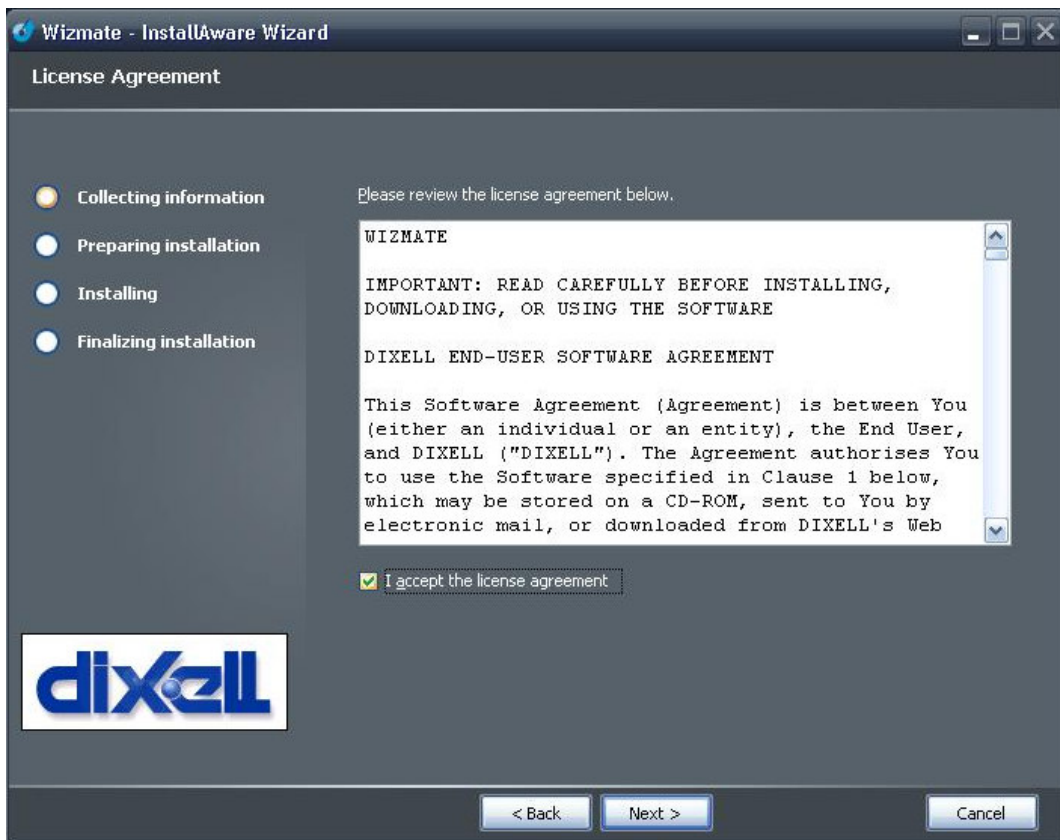 Wizmate - InstallAware Wizard
License Agreement
Collecting information
Preparing installation
Installing
Finalizing installation
Please review the license agreement below.
WIZMATE
IMPORTANT: READ CAREFULLY BEFORE INSTALLING,
DOWNLOADING, OR USING THE SOFTWARE
DIXELL END-USER SOFTWARE AGREEMENT
This Software Agreement (Agreement) is between You
(either an individual or an entity), the End User,
and DIXELL ("DIXELL"). The Agreement authorises You
to use the Software specified in Clause 1 below,
which may be stored on a CD-ROM, sent to You by
electronic mail, or downloaded from DIXELL's Web
I accept the license agreement
dixell
< Back
Next >
Cancel